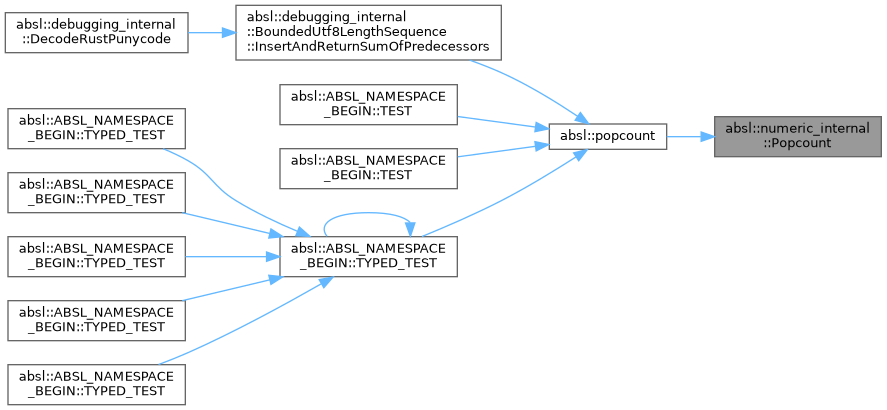 absl::debugging_internal
::DecodeRustPunycode
absl::debugging_internal
::BoundedUtf8LengthSequence
::InsertAndReturnSumOfPredecessors
absl::ABSL_NAMESPACE
_BEGIN::TEST
absl::ABSL_NAMESPACE
_BEGIN::TEST
absl::popcount
absl::numeric_internal
::Popcount
absl::ABSL_NAMESPACE
_BEGIN::TYPED_TEST
absl::ABSL_NAMESPACE
_BEGIN::TYPED_TEST
absl::ABSL_NAMESPACE
_BEGIN::TYPED_TEST
absl::ABSL_NAMESPACE
_BEGIN::TYPED_TEST
absl::ABSL_NAMESPACE
_BEGIN::TYPED_TEST
absl::ABSL_NAMESPACE
_BEGIN::TYPED_TEST